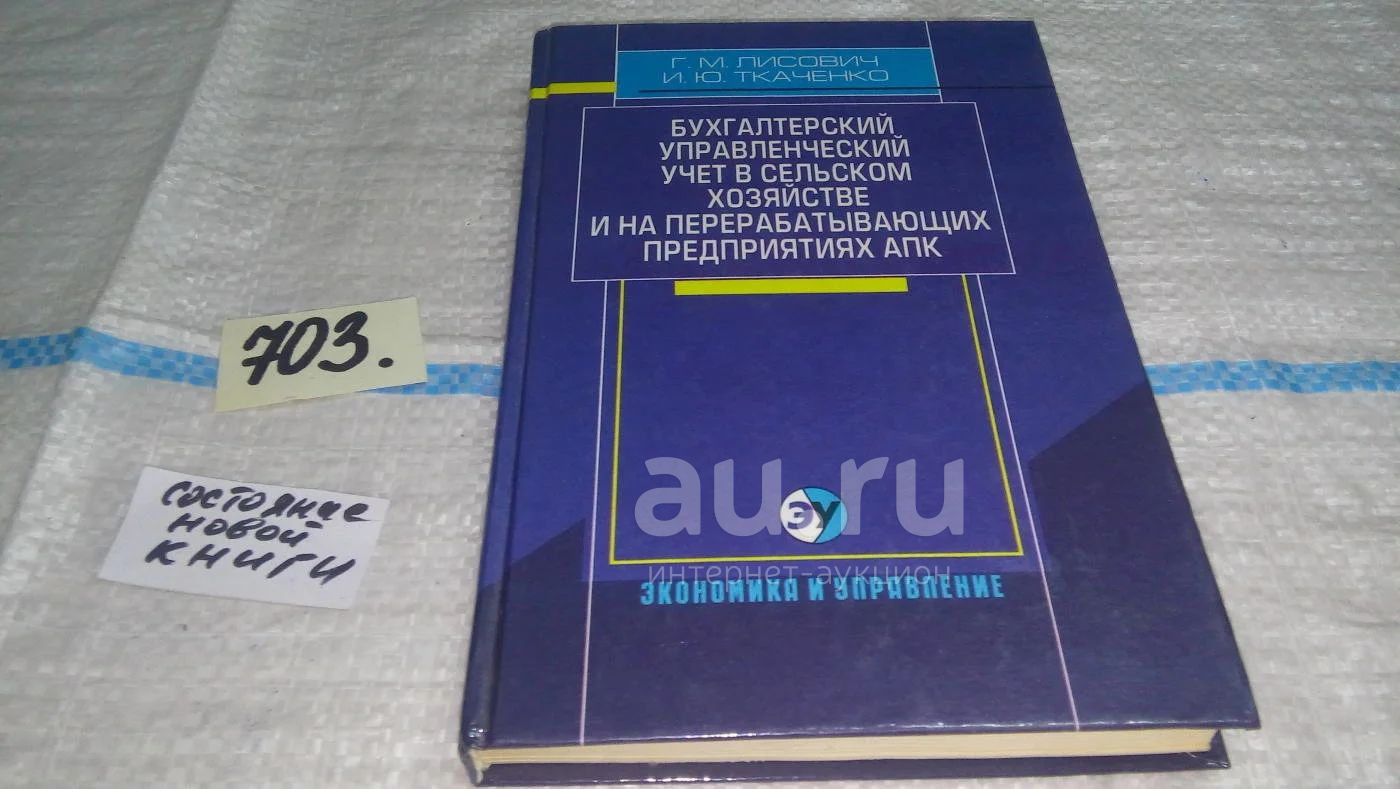 Г. М. ЛИСОВИЧ
И. Ю. ТКАЧЕНКО
БУХГАЛТЕРСКИЙ
УПРАВЛЕНЧЕСКИЙ
УЧЕТ В СЕЛЬСКОМ
ХОЗЯЙСТВЕ
И НА ПЕРЕРАБАТЫВАЮЩИХ
ПРЕДПРИЯТИЯХ АПК
703.
состояние
новой
книги
au.ru
ЭУ
интернет-аукцион
ЭКОНОМИКА И УПРАВЛЕНИЕ